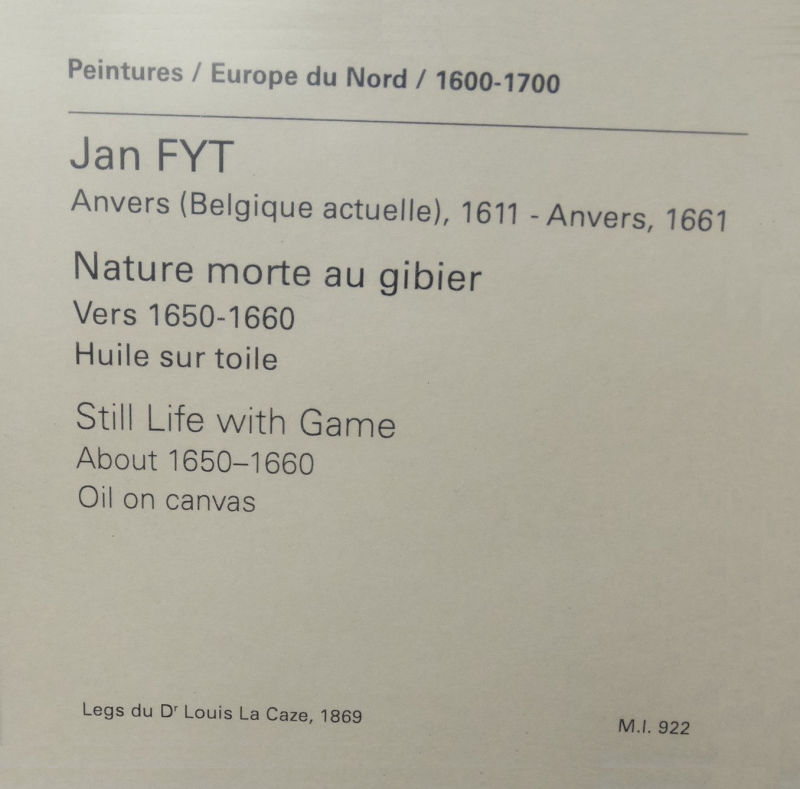 Peintures / Europe du Nord / 1600-1700
Jan FYT
Anvers (Belgique actuelle), 1611 - Anvers, 1661
Nature morte au gibier
Vers 1650-1660
Huile sur toile
Still Life with Game
About 1650–1660
Oil on canvas
Legs du Dʳ Louis La Caze, 1869
M.I. 922